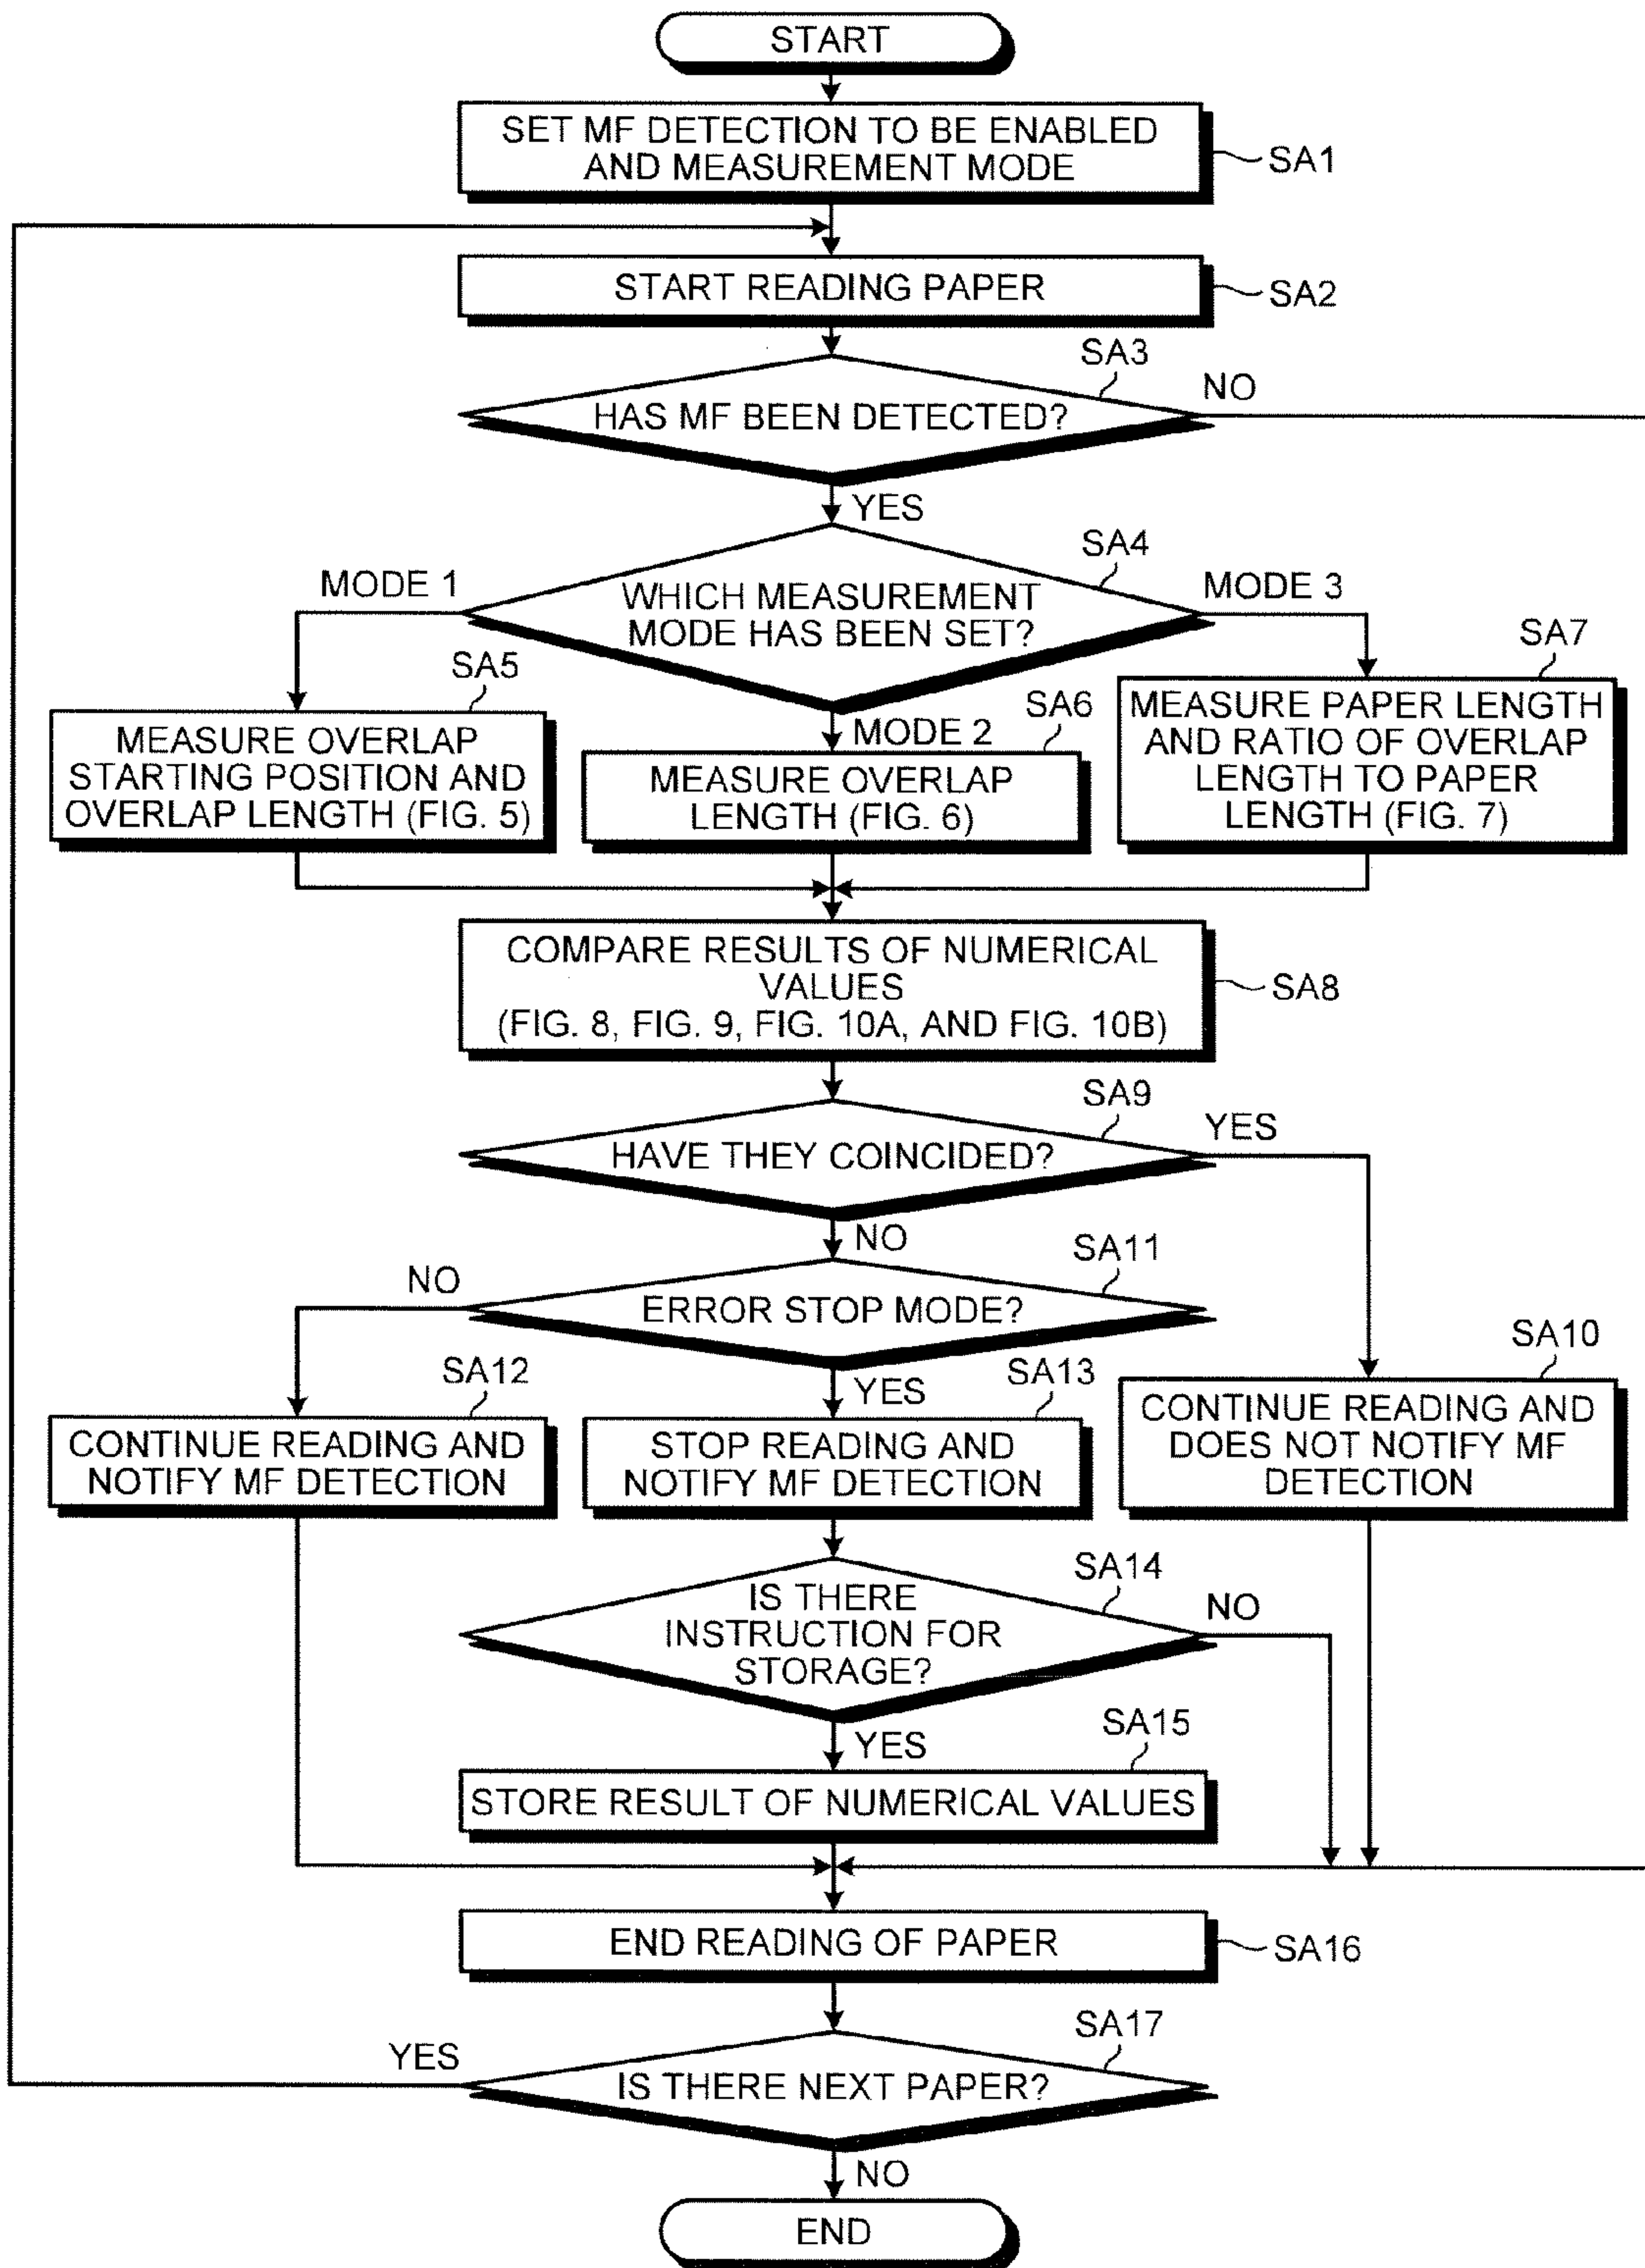 START
SET MF DETECTION TO BE ENABLED
AND MEASUREMENT MODE
SA1
START READING PAPER
SA2
SA3
HAS MF BEEN DETECTED?
NO
YES
SA4
WHICH MEASUREMENT
MODE HAS BEEN SET?
MODE 1
MODE 3
SA5
MEASURE OVERLAP
STARTING POSITION AND
OVERLAP LENGTH (FIG. 5)
MODE 2
SA6
MEASURE OVERLAP
LENGTH (FIG. 6)
SA7
MEASURE PAPER LENGTH
AND RATIO OF OVERLAP
LENGTH TO PAPER
LENGTH (FIG. 7)
COMPARE RESULTS OF NUMERICAL
VALUES
(FIG. 8, FIG. 9, FIG. 10A, AND FIG. 10B)
SA8
SA9
HAVE THEY COINCIDED?
YES
NO
SA11
ERROR STOP MODE?
NO
YES
SA12
CONTINUE READING AND
NOTIFY MF DETECTION
SA13
STOP READING AND
NOTIFY MF DETECTION
SA10
CONTINUE READING AND
DOES NOT NOTIFY MF
DETECTION
SA14
IS THERE
INSTRUCTION FOR
STORAGE?
NO
YES
SA15
STORE RESULT OF NUMERICAL VALUES
END READING OF PAPER
SA16
SA17
IS THERE NEXT PAPER?
YES
NO
END